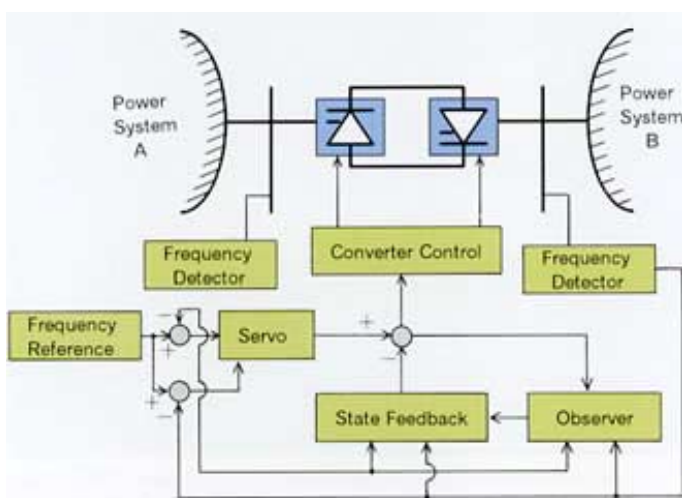 Power
System
A
Power
System
B
Frequency
Detector
Converter Control
Frequency
Detector
Frequency
Reference
−
+
Servo
+
−
+
−
State Feedback
Observer